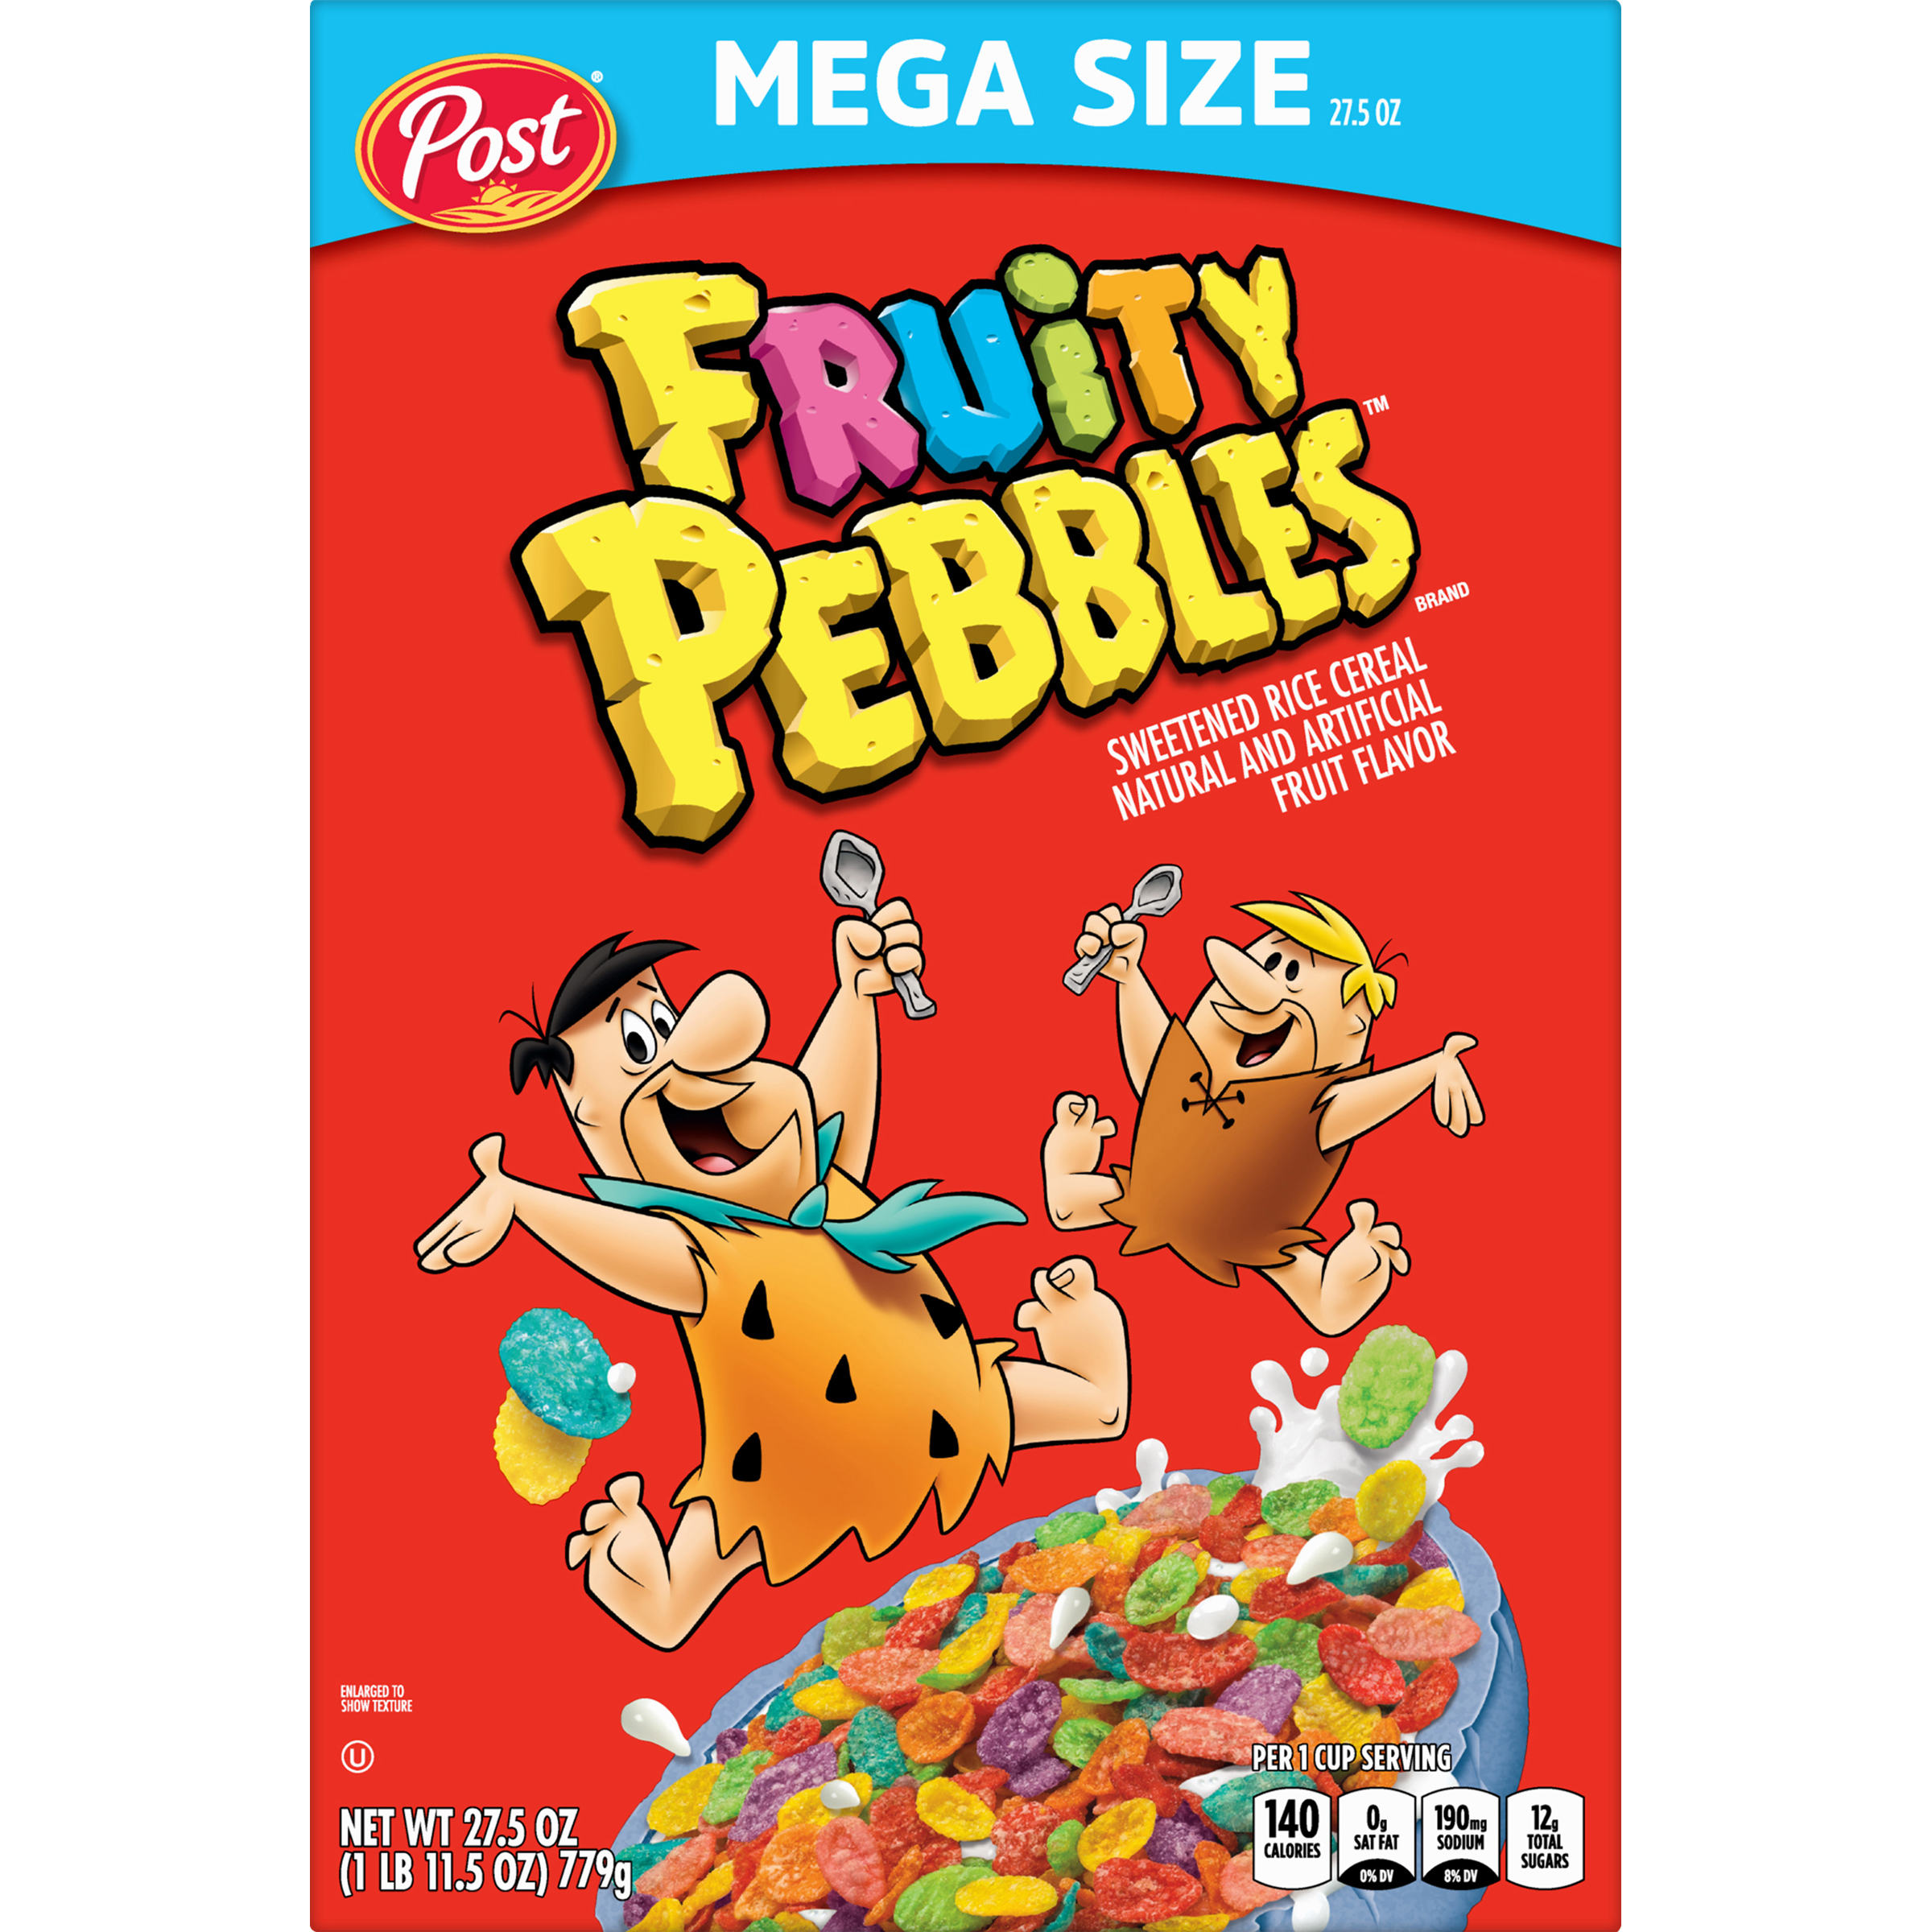 Post®
MEGA SIZE 27.5 OZ
FRUiTY
PEBBLES™
BRAND
SWEETENED RICE CEREAL
NATURAL AND ARTIFICIAL
FRUIT FLAVOR
ENLARGED TO
SHOW TEXTURE
U
NET WT 27.5 OZ
(1 LB 11.5 OZ) 779g
PER 1 CUP SERVING
140
CALORIES
0g
SAT FAT
0% DV
190mg
SODIUM
8% DV
12g
TOTAL
SUGARS